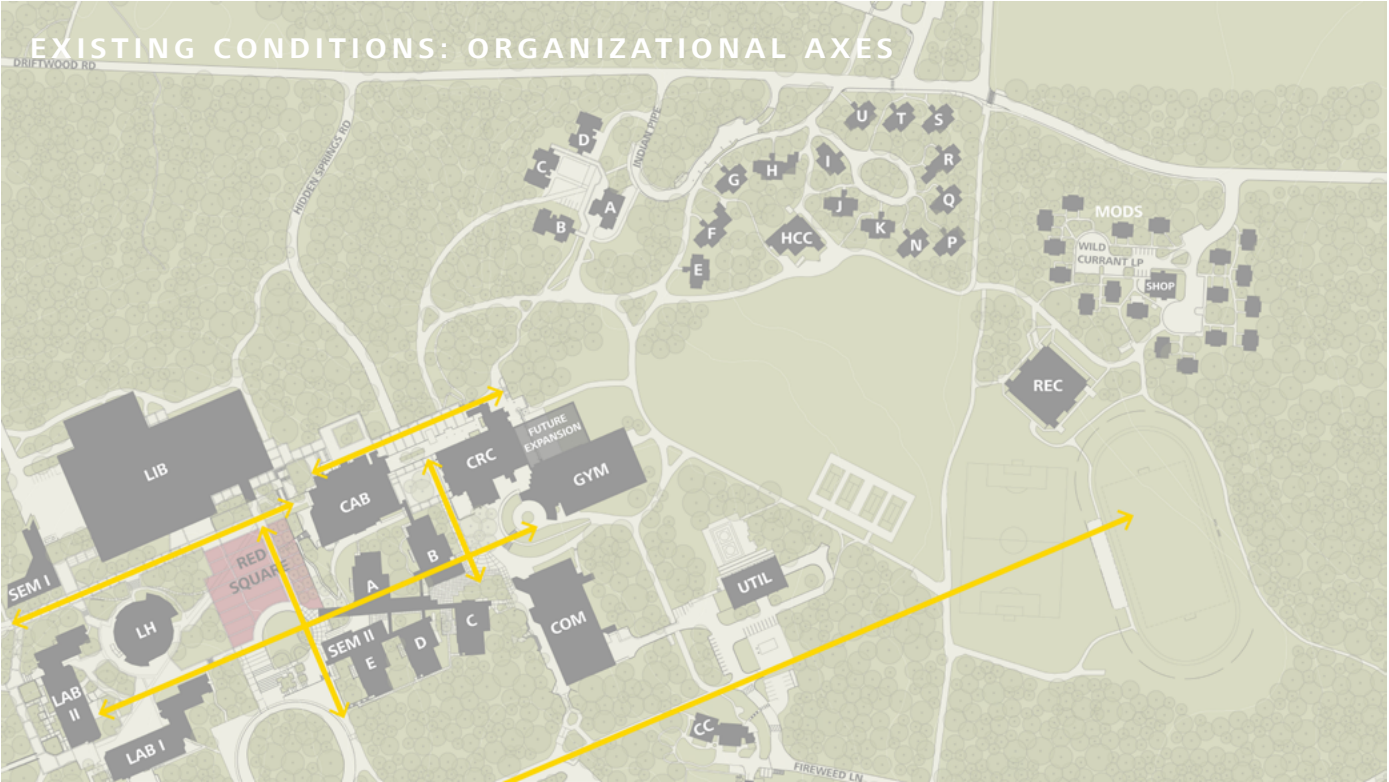 EXISTING CONDITIONS: ORGANIZATIONAL AXES
DRIFTWOOD RD
HIDDEN SPRINGS RD
INDIAN PIPE
D
C
A
B
U
T
S
R
Q
P
N
K
J
I
H
G
F
E
HCC
MODS
WILD
CURRANT LP
SHOP
REC
LIB
CAB
CRC
FUTURE
EXPANSION
GYM
RED
SQUARE
SEM I
LH
A
B
SEM II
E
D
C
COM
UTIL
LAB
II
LAB I
CC
FIREWEED LN